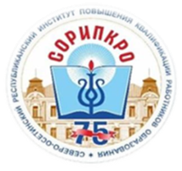 СЕВЕРО-ОСЕТИНСКИЙ РЕСПУБЛИКАНСКИЙ ИНСТИТУТ ПОВЫШЕНИЯ КВАЛИФИКАЦИИ РАБОТНИКОВ ОБРАЗОВАНИЯ
СОРИПКРО
75